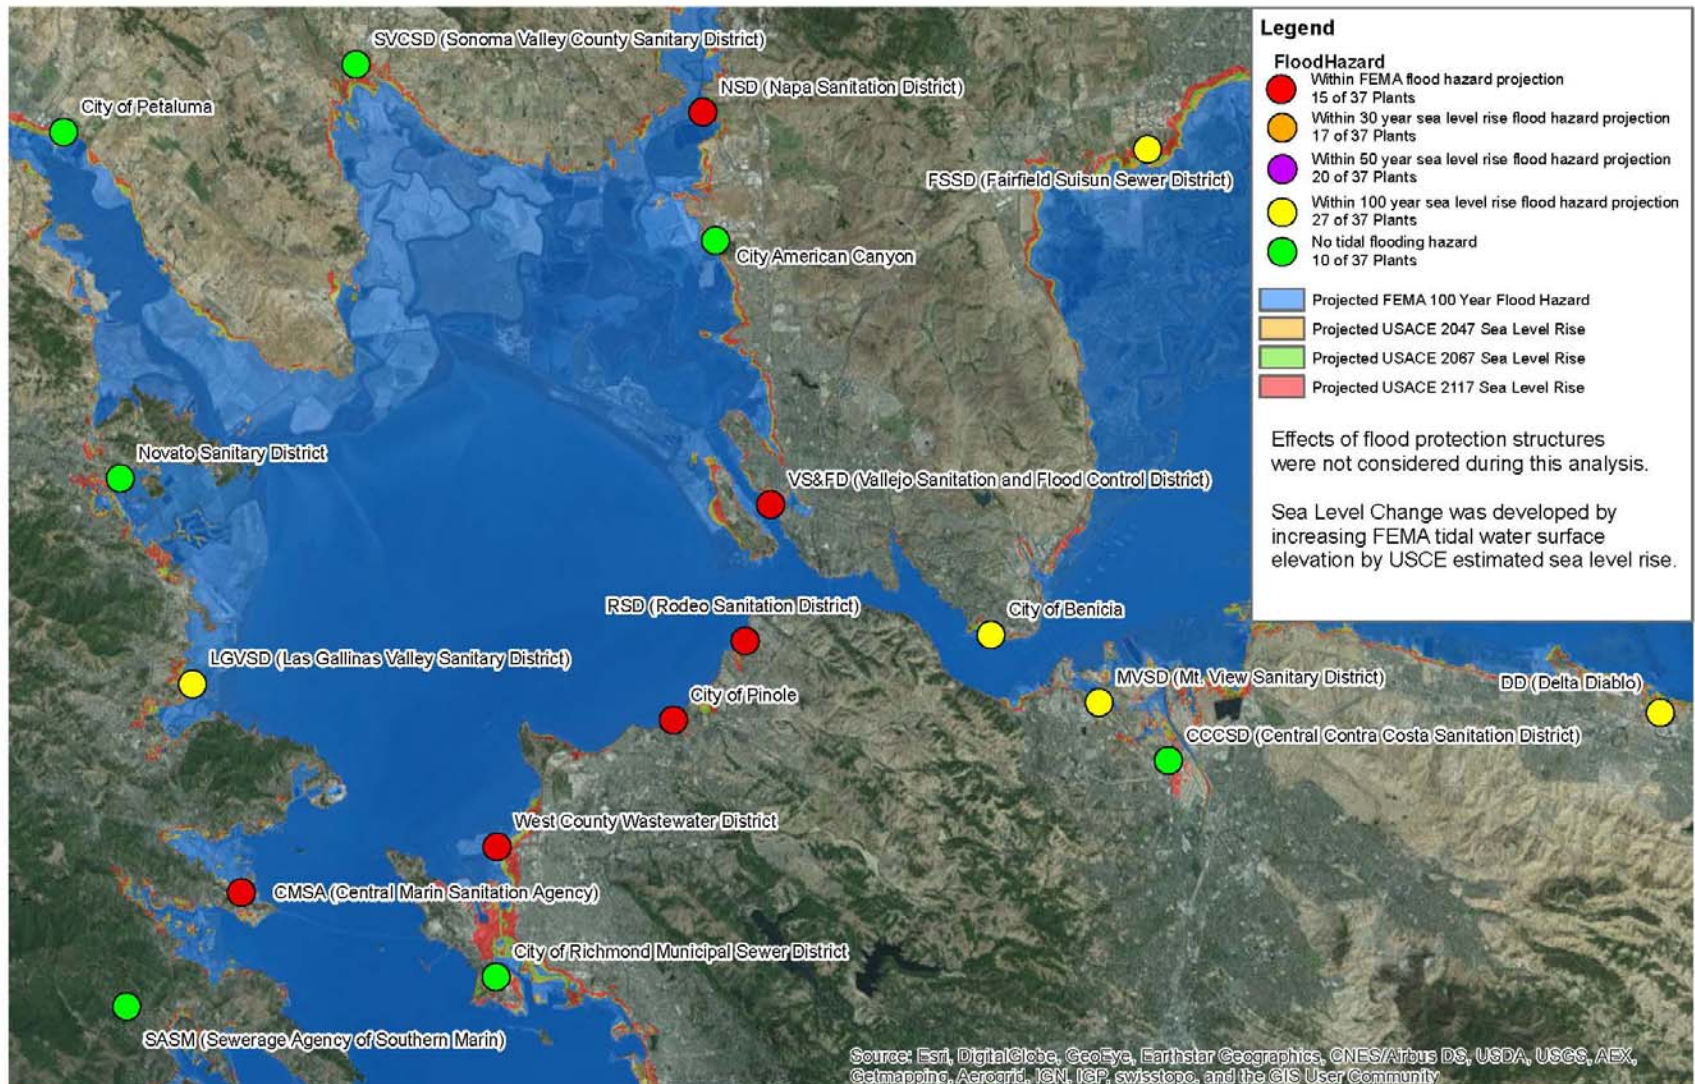 SVCSD (Sonoma Valley County Sanitary District)
City of Petaluma
NSD (Napa Sanitation District)
FSSD (Fairfield Suisun Sewer District)
City American Canyon
Novato Sanitary District
VS&FD (Vallejo Sanitation and Flood Control District)
RSD (Rodeo Sanitation District)
City of Benicia
LGVSD (Las Gallinas Valley Sanitary District)
MVSD (Mt. View Sanitary District)
DD (Delta Diablo)
City of Pinole
CCCSD (Central Contra Costa Sanitation District)
West County Wastewater District
CMSA (Central Marin Sanitation Agency)
City of Richmond Municipal Sewer District
SASM (Sewerage Agency of Southern Marin)
Legend
FloodHazard
Within FEMA flood hazard projection
15 of 37 Plants
Within 30 year sea level rise flood hazard projection
17 of 37 Plants
Within 50 year sea level rise flood hazard projection
20 of 37 Plants
Within 100 year sea level rise flood hazard projection
27 of 37 Plants
No tidal flooding hazard
10 of 37 Plants
Projected FEMA 100 Year Flood Hazard
Projected USACE 2047 Sea Level Rise
Projected USACE 2067 Sea Level Rise
Projected USACE 2117 Sea Level Rise
Effects of flood protection structures
were not considered during this analysis.
Sea Level Change was developed by
increasing FEMA tidal water surface
elevation by USCE estimated sea level rise.
Source: Esri, DigitalGlobe, GeoEye, Earthstar Geographics, CNES/Airbus DS, USDA, USGS, AEX,
Getmapping, Aerogrid, IGN, IGP, swisstopo, and the GIS User Community